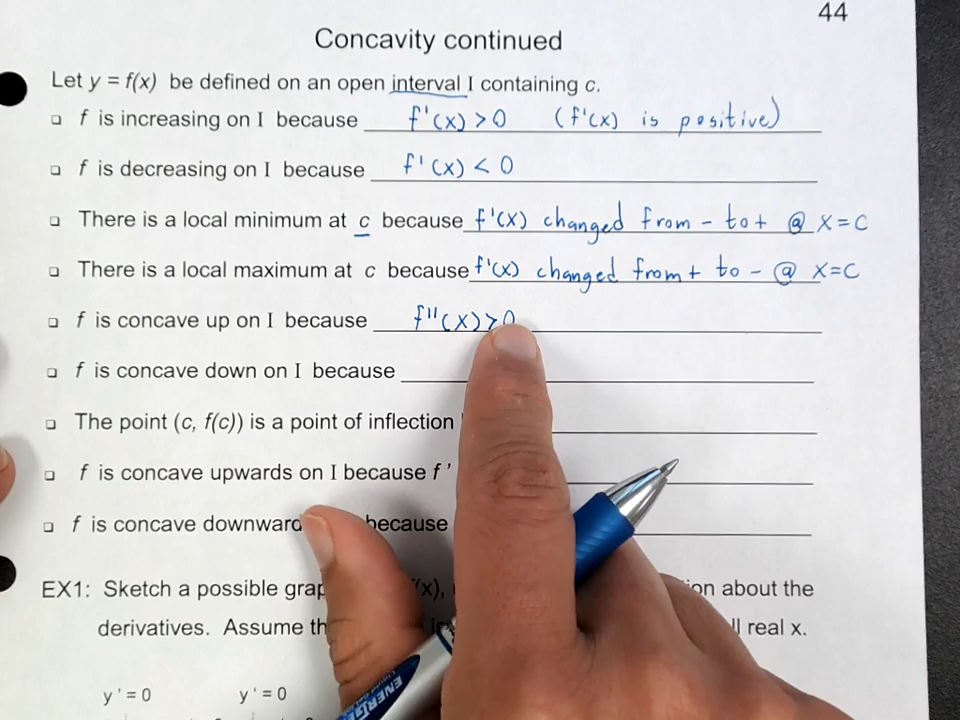 44
Concavity continued
Let y = f(x) be defined on an open interval I containing c.
f is increasing on I because f'(x) > 0 (f'(x) is positive)
f is decreasing on I because f'(x) < 0
There is a local minimum at c because f'(x) changed from - to + @ x=c
There is a local maximum at c because f'(x) changed from + to - @ x=c
f is concave up on I because f''(x) > 0
f is concave down on I because
The point (c, f(c)) is a point of inflection
f is concave upwards on I because f '
f is concave downward because
EX1: Sketch a possible (x), about the
derivatives. Assume real x.
y ' = 0 y ' = 0